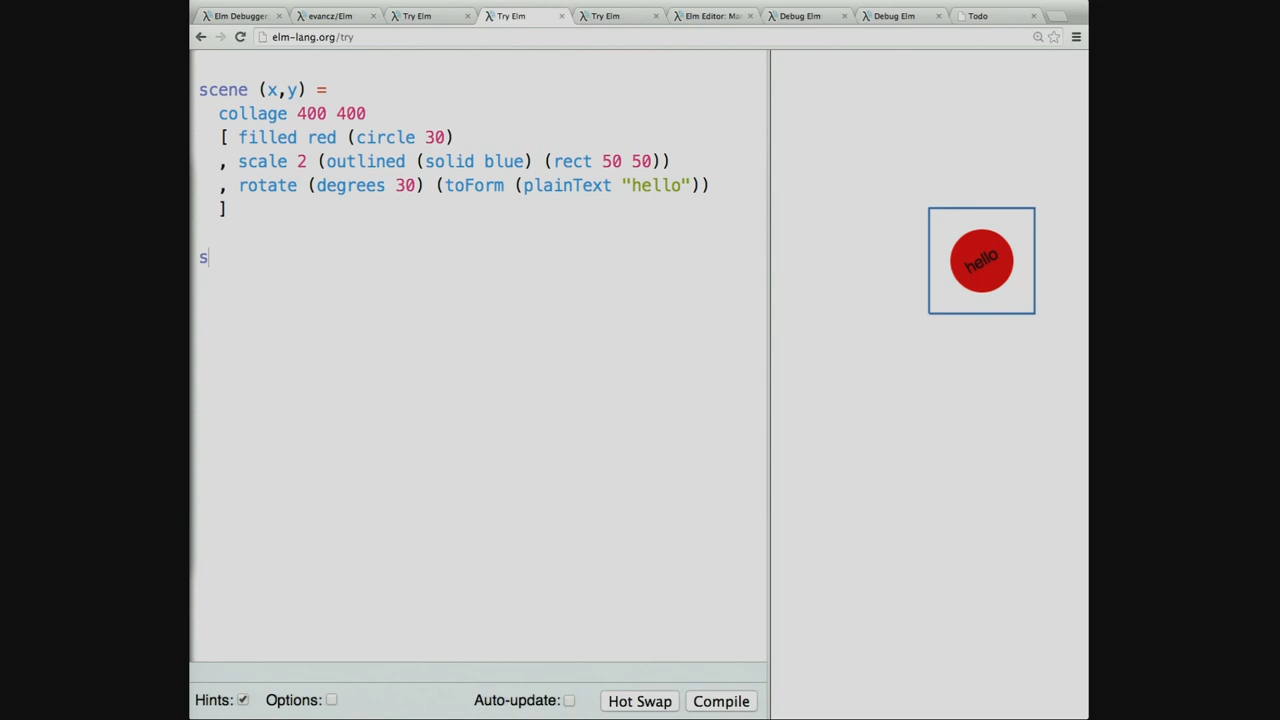 Elm Debugger
evancz/Elm
Try Elm
Try Elm
Try Elm
Elm Editor: Ma
Debug Elm
Debug Elm
Todo
elm-lang.org/try
scene (x,y) =
collage 400 400
[ filled red (circle 30)
, scale 2 (outlined (solid blue) (rect 50 50))
, rotate (degrees 30) (toForm (plainText "hello"))
]
s
hello
Hints:
Options:
Auto-update:
Hot Swap
Compile